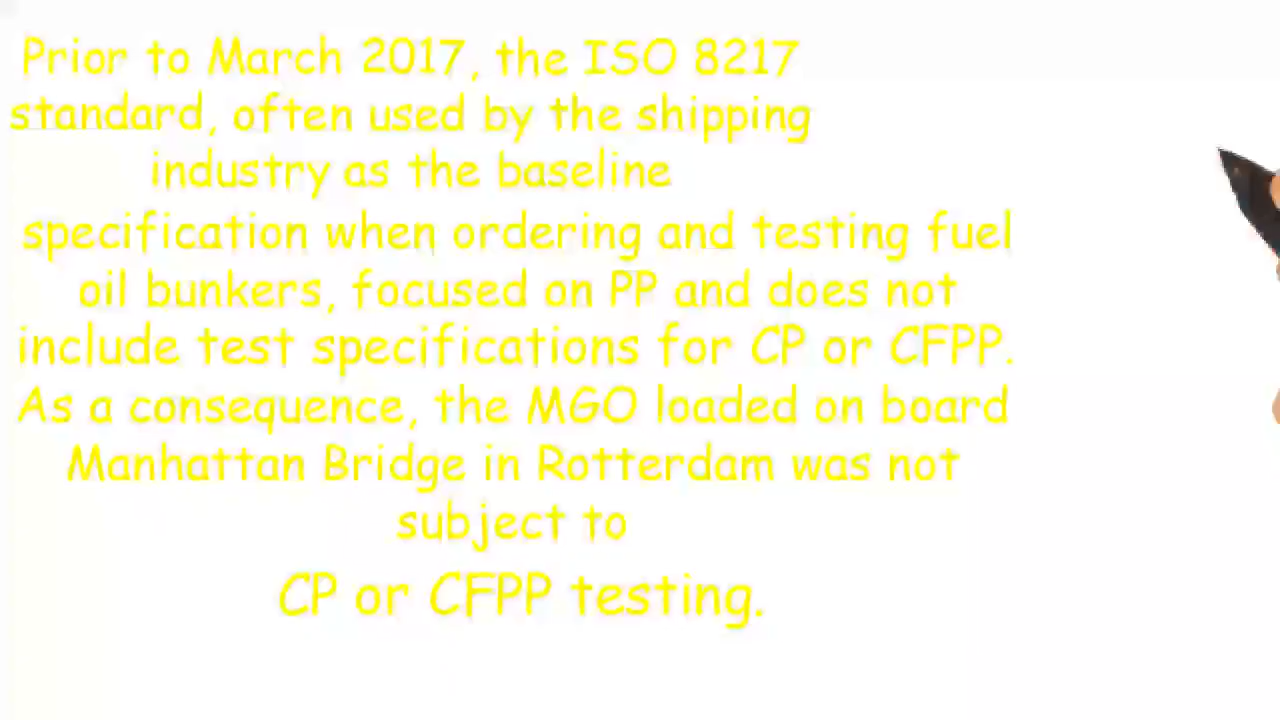 Prior to March 2017, the ISO 8217
standard, often used by the shipping
industry as the baseline
specification when ordering and testing fuel
oil bunkers, focused on PP and does not
include test specifications for CP or CFPP.
As a consequence, the MGO loaded on board
Manhattan Bridge in Rotterdam was not
subject to
CP or CFPP testing.